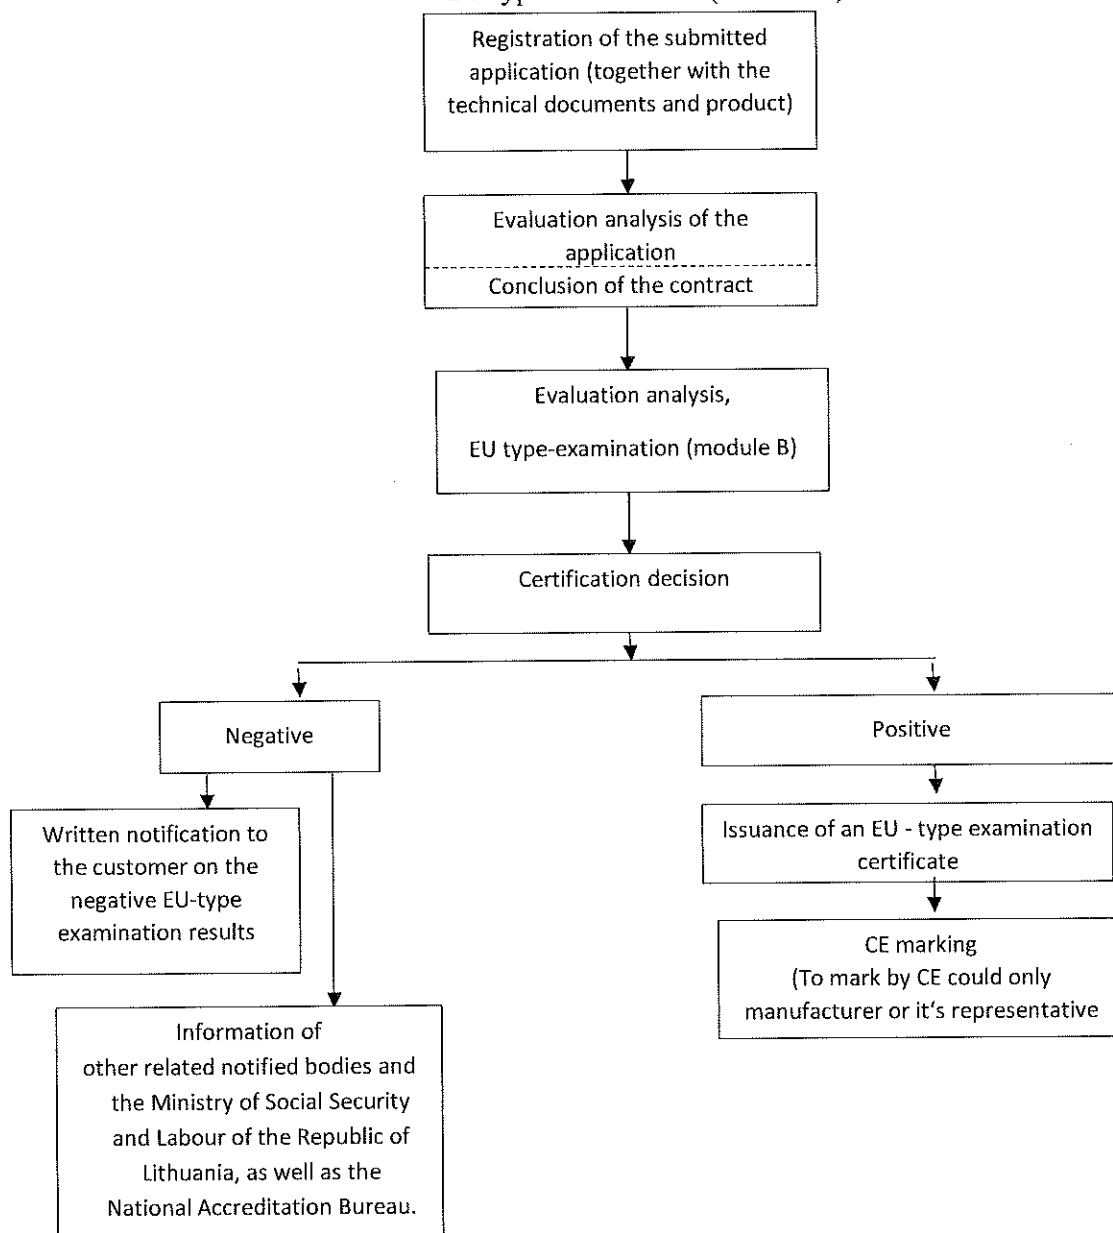 Registration of the submitted
application (together with the
technical documents and product)
Evaluation analysis of the
application
Conclusion of the contract
Evaluation analysis,
EU type-examination (module B)
Certification decision
Negative
Positive
Written notification to
the customer on the
negative EU-type
examination results
Issuance of an EU - type examination
certificate
CE marking
(To mark by CE could only
manufacturer or it‘s representative
Information of
other related notified bodies and
the Ministry of Social Security
and Labour of the Republic of
Lithuania, as well as the
National Accreditation Bureau.